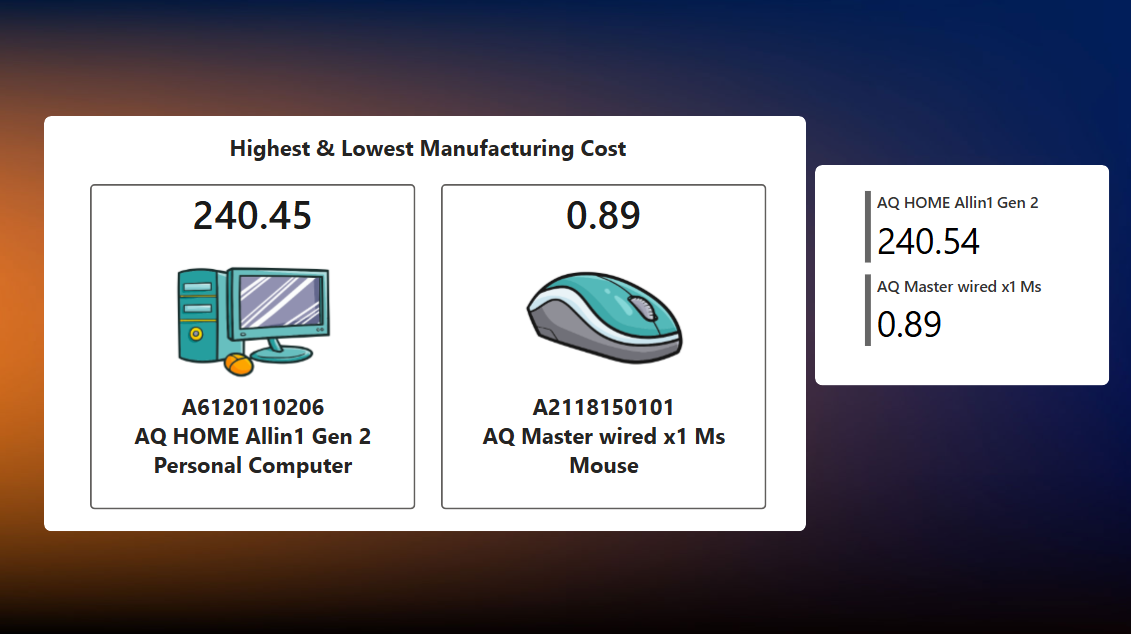 Highest & Lowest Manufacturing Cost
240.45
A6120110206
AQ HOME Allin1 Gen 2
Personal Computer
0.89
A2118150101
AQ Master wired x1 Ms
Mouse
AQ HOME Allin1 Gen 2
240.54
AQ Master wired x1 Ms
0.89